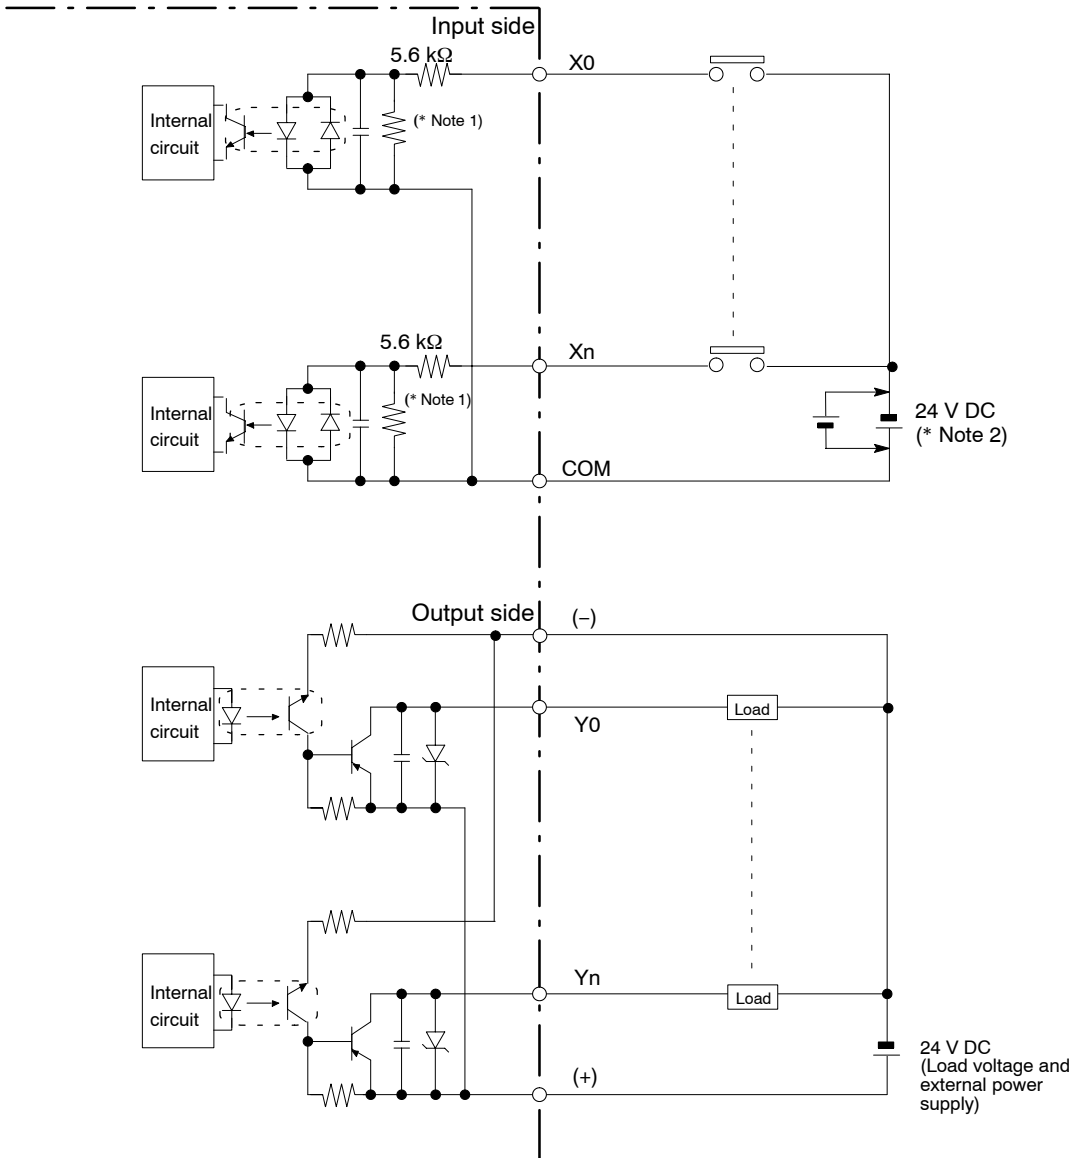 Input side
5.6 kΩ
X0
Internal
circuit
(* Note 1)
5.6 kΩ
Xn
Internal
circuit
(* Note 1)
24 V DC
(* Note 2)
COM
Output side
(–)
Internal
circuit
Load
Y0
Internal
circuit
Yn
Load
24 V DC
(Load voltage and
external power
supply)
(+)